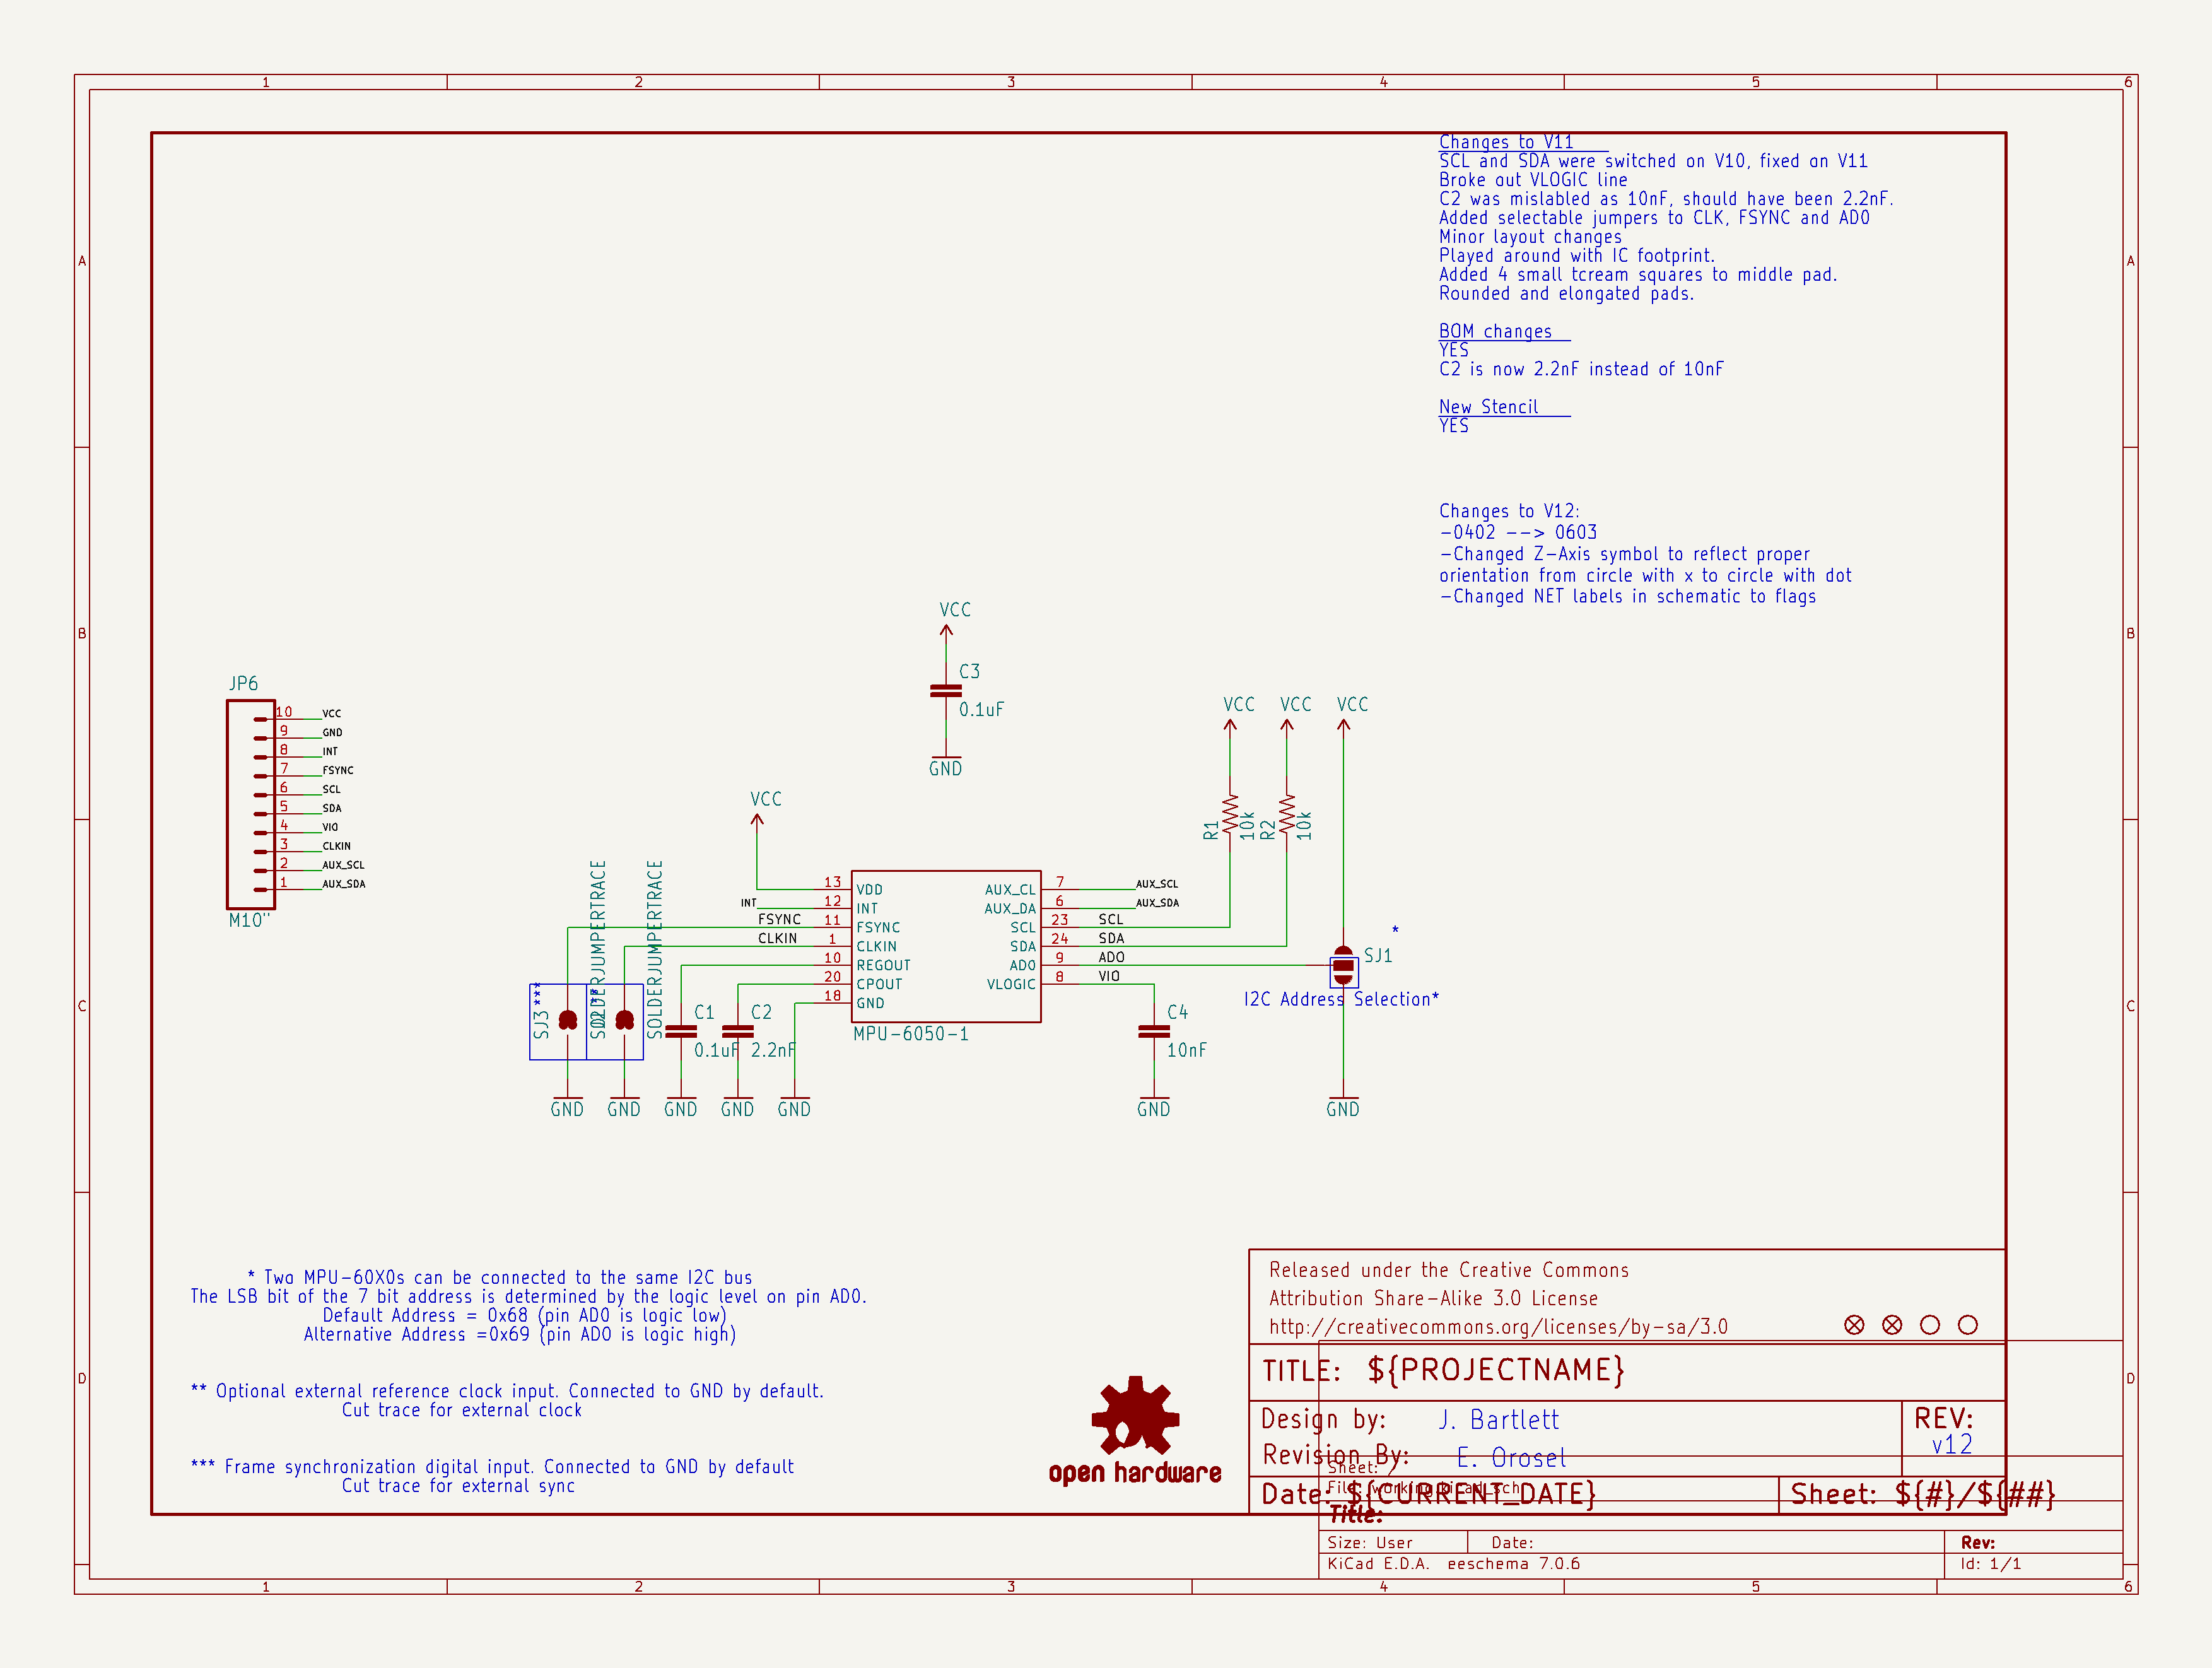 1 2 3 4 5 6
A A
B B
C C
D D
Changes to V11
SCL and SDA were switched on V10, fixed on V11
Broke out VLOGIC line
C2 was mislabled as 10nF, should have been 2.2nF.
Added selectable jumpers to CLK, FSYNC and AD0
Minor layout changes
Played around with IC footprint.
Added 4 small tcream squares to middle pad.
Rounded and elongated pads.
BOM changes
YES
C2 is now 2.2nF instead of 10nF
New Stencil
YES
Changes to V12:
-0402 --> 0603
-Changed Z-Axis symbol to reflect proper
orientation from circle with x to circle with dot
-Changed NET labels in schematic to flags
JP6
10 VCC
9 GND
8 INT
7 FSYNC
6 SCL
5 SDA
4 VIO
3 CLKIN
2 AUX_SCL
1 AUX_SDA
M10"
VCC
C3
0.1uF
GND
VCC
VCC VCC VCC
R1 10k R2 10k
INT
FSYNC
CLKIN
13 VDD
12 INT
11 FSYNC
1 CLKIN
10 REGOUT
20 CPOUT
18 GND
AUX_CL 7 AUX_SCL
AUX_DA 6 AUX_SDA
SCL 23 SCL
SDA 24 SDA
AD0 9 AD0
VLOGIC 8 VIO
MPU-6050-1
SJ3 ***
SOLDERJUMPERTRACE
SJ2 **
SOLDERJUMPERTRACE
C1
0.1uF
C2
2.2nF
C4
10nF
*
SJ1
I2C Address Selection*
GND GND GND GND GND GND GND
* Two MPU-60X0s can be connected to the same I2C bus
The LSB bit of the 7 bit address is determined by the logic level on pin AD0.
Default Address = 0x68 (pin AD0 is logic low)
Alternative Address =0x69 (pin AD0 is logic high)
** Optional external reference clock input. Connected to GND by default.
Cut trace for external clock
*** Frame synchronization digital input. Connected to GND by default
Cut trace for external sync
open hardware
Released under the Creative Commons
Attribution Share-Alike 3.0 License
http://creativecommons.org/licenses/by-sa/3.0
TITLE: ${PROJECTNAME}
Design by: J. Bartlett
Revision By: E. Orosel
REV:
v12
Date: ${CURRENT_DATE}
Sheet: ${#}/${##}
Sheet: /
File: working.kicad_sch
Title:
Size: User Date: Rev:
KiCad E.D.A. eeschema 7.0.6 Id: 1/1
1 2 3 4 5 6